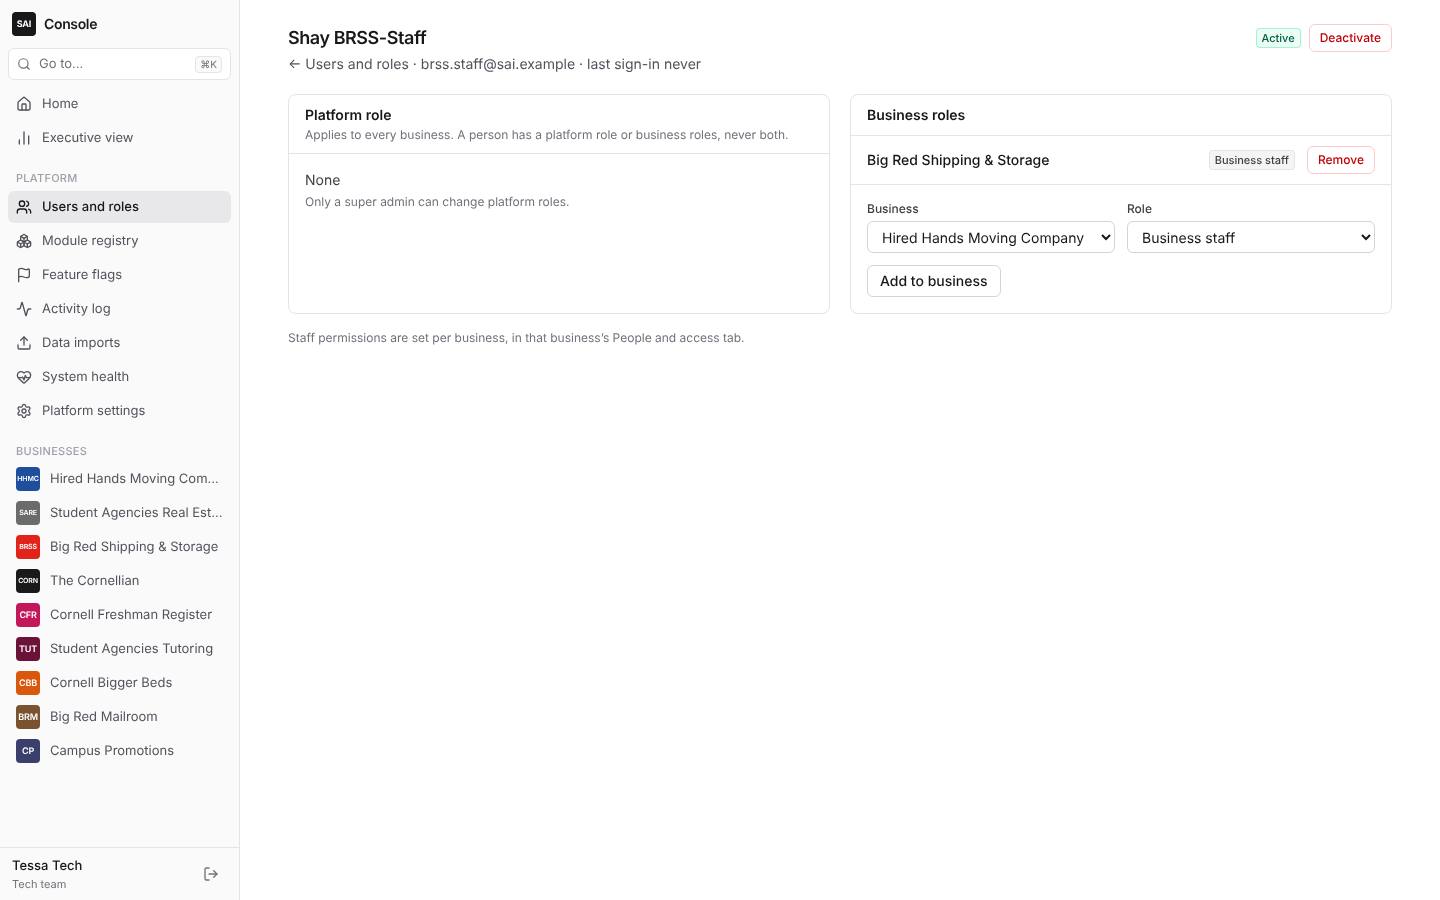 SAI Console
Go to... ⌘K
Home
Executive view
PLATFORM
Users and roles
Module registry
Feature flags
Activity log
Data imports
System health
Platform settings
BUSINESSES
HHMC Hired Hands Moving Com...
SARE Student Agencies Real Est...
BRSS Big Red Shipping & Storage
CORN The Cornellian
CFR Cornell Freshman Register
TUT Student Agencies Tutoring
CBB Cornell Bigger Beds
BRM Big Red Mailroom
CP Campus Promotions
Tessa Tech
Tech team
Shay BRSS-Staff
Active Deactivate
← Users and roles · brss.staff@sai.example · last sign-in never
Platform role
Applies to every business. A person has a platform role or business roles, never both.
None
Only a super admin can change platform roles.
Business roles
Big Red Shipping & Storage Business staff Remove
Business Role
Hired Hands Moving Company Business staff
Add to business
Staff permissions are set per business, in that business’s People and access tab.